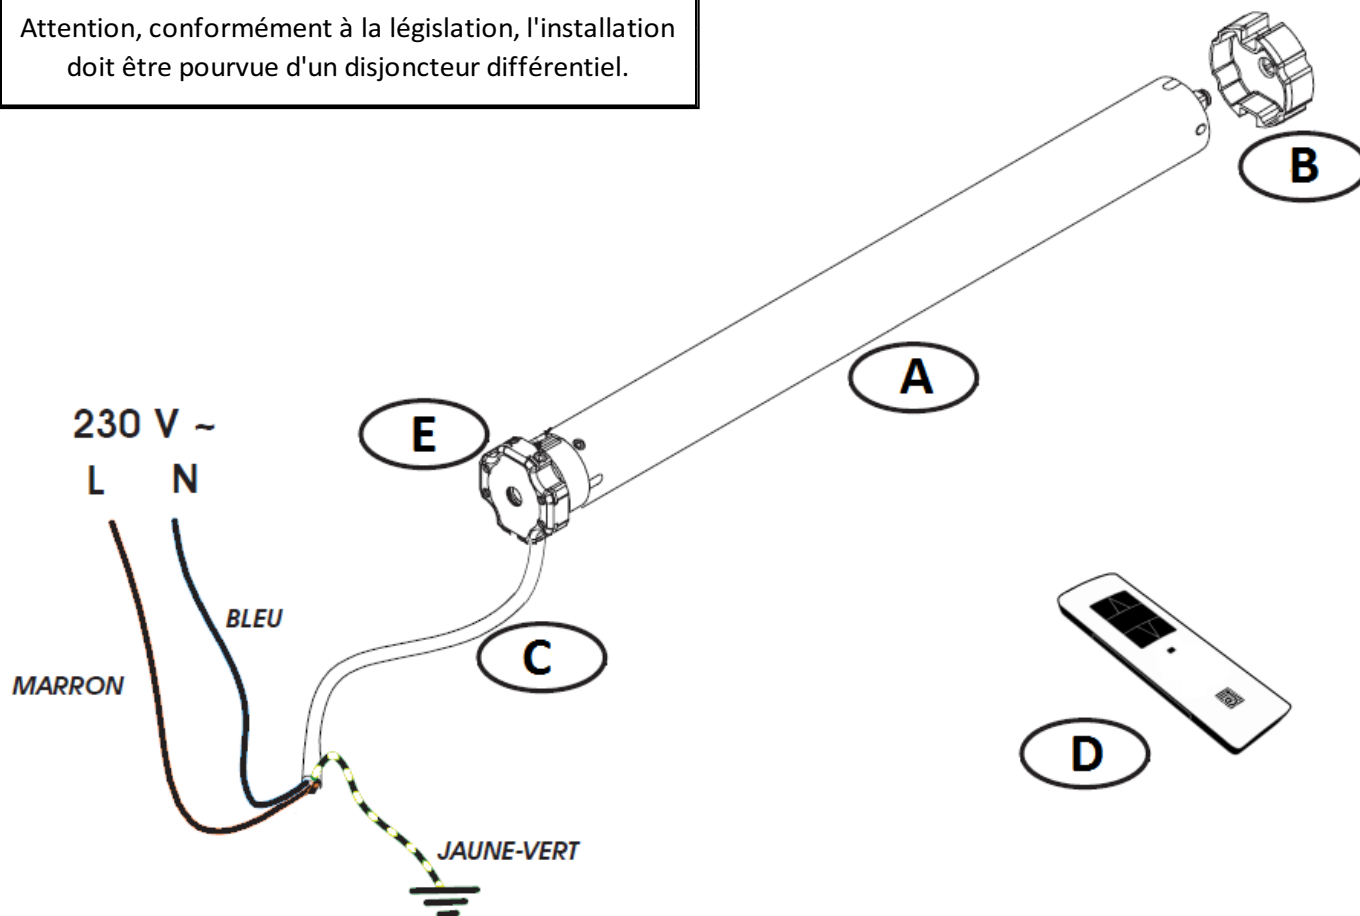 Attention, conformément à la législation, l'installation
doit être pourvue d'un disjoncteur différentiel.
B
A
E
230 V ~
L N
BLEU
C
MARRON
D
JAUNE-VERT